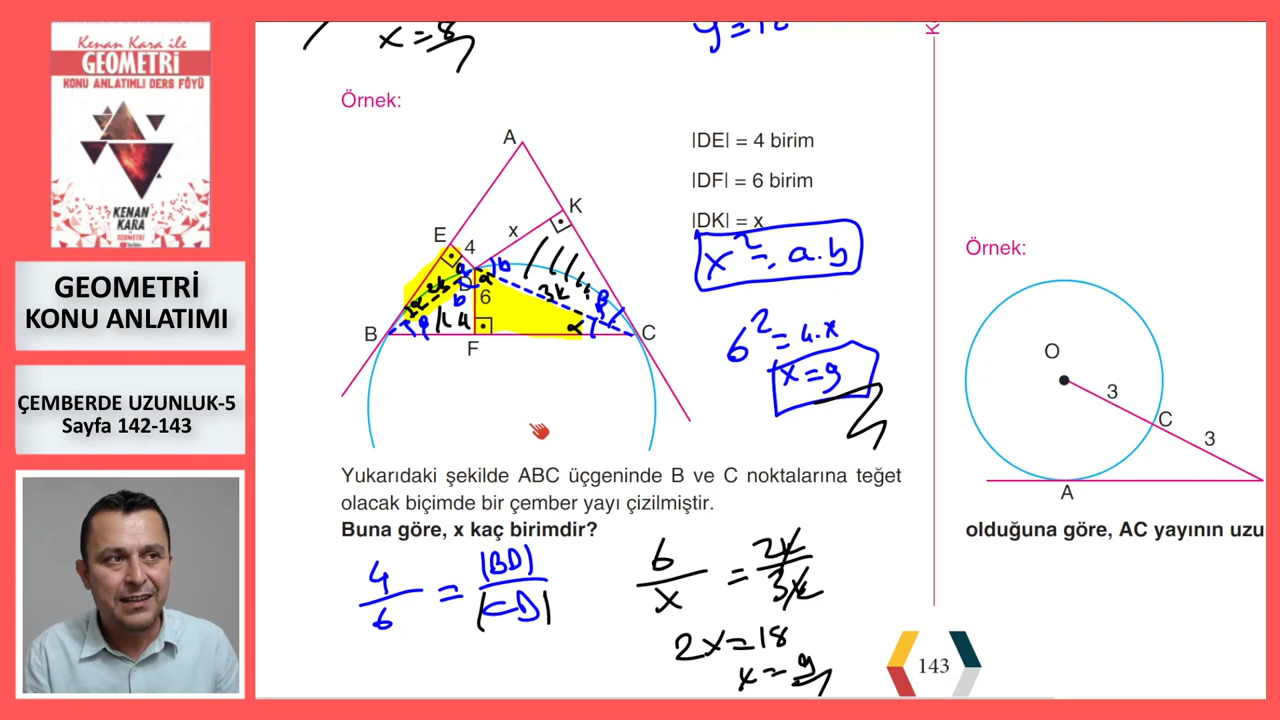 Kenan Kara ile
GEOMETRİ
KONU ANLATIMLI DERS FÖYÜ
KENAN
KARA
GEOMETRİ
GEOMETRİ
KONU ANLATIMI
ÇEMBERDE UZUNLUK-5
Sayfa 142-143
x = 8
Örnek:
A
K
E
4
x
D
6
B
F
C
2k
3k
a
b
α
β
|DE| = 4 birim
|DF| = 6 birim
|DK| = x
x² = a.b
6² = 4.x
x = 9
Yukarıdaki şekilde ABC üçgeninde B ve C noktalarına teğet
olacak biçimde bir çember yayı çizilmiştir.
Buna göre, x kaç birimdir?
4/6 = |BD|/|CD|
6/x = 2k/3k
2x = 18
x = 9
143
K
Örnek:
O
3
C
3
A
olduğuna göre, AC yayının uzu